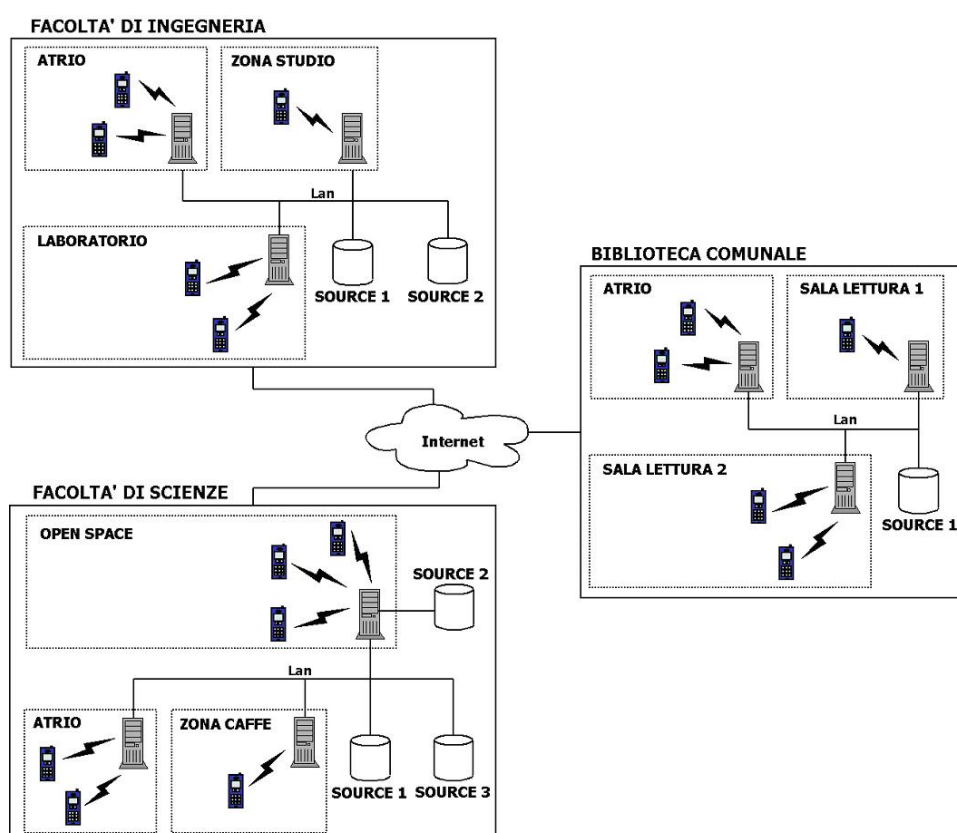 FACOLTA' DI INGEGNERIA
ATRIO
ZONA STUDIO
Lan
LABORATORIO
SOURCE 1
SOURCE 2
BIBLIOTECA COMUNALE
ATRIO
SALA LETTURA 1
Lan
SALA LETTURA 2
SOURCE 1
Internet
FACOLTA' DI SCIENZE
OPEN SPACE
SOURCE 2
Lan
ATRIO
ZONA CAFFE
SOURCE 1
SOURCE 3